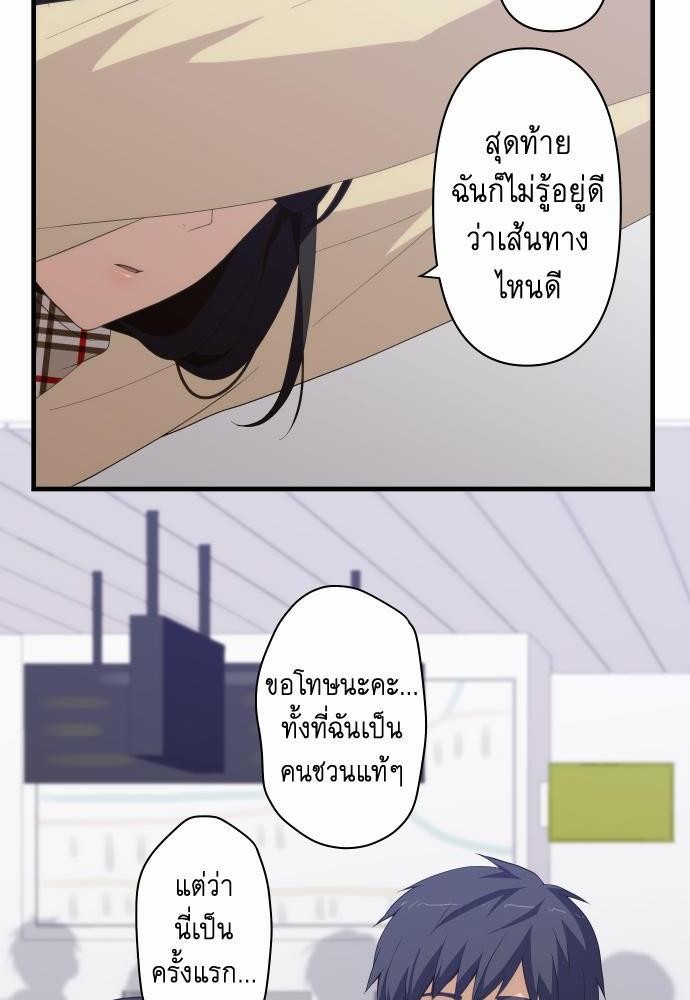 สุดท้าย
ฉันก็ไม่รู้อยู่ดี
ว่าเส้นทาง
ไหนดี
ขอโทษนะคะ...
ทั้งที่ฉันเป็น
คนชวนแท้ๆ
แต่ว่า
นี่เป็น
ครั้งแรก...